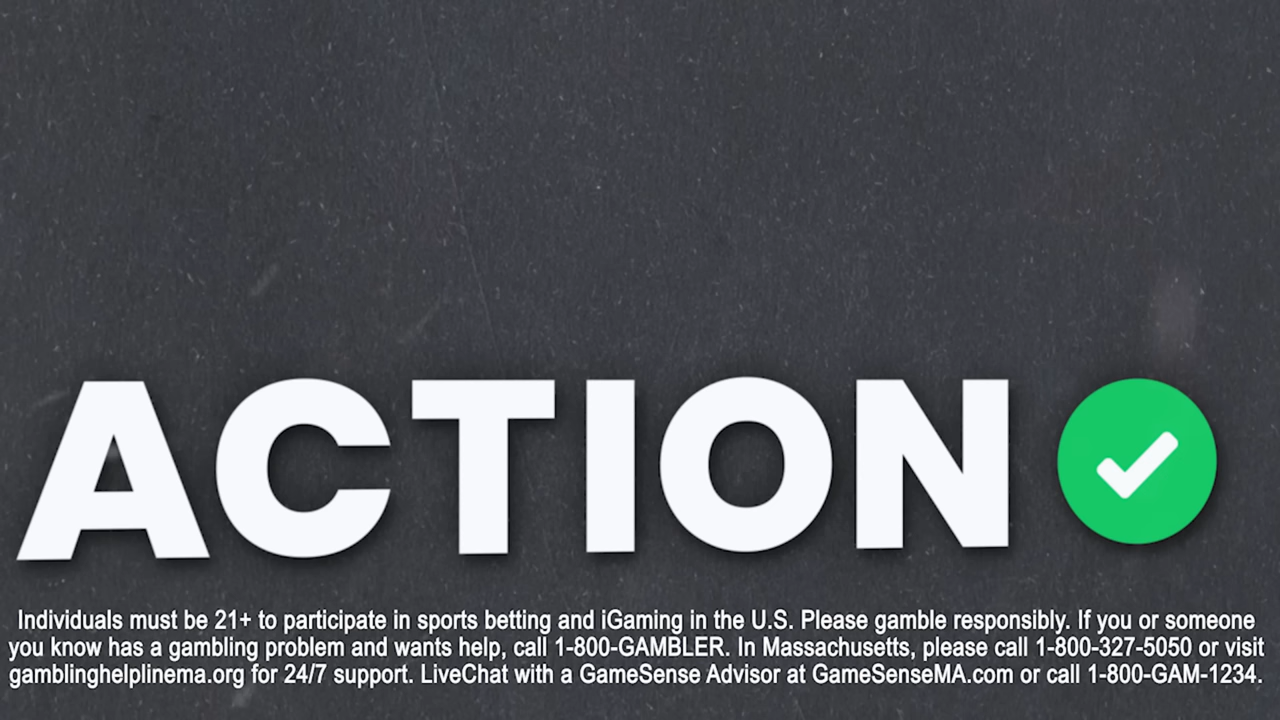 ACTION
Individuals must be 21+ to participate in sports betting and iGaming in the U.S. Please gamble responsibly. If you or someone
you know has a gambling problem and wants help, call 1-800-GAMBLER. In Massachusetts, please call 1-800-327-5050 or visit
gamblinghelplinema.org for 24/7 support. LiveChat with a GameSense Advisor at GameSenseMA.com or call 1-800-GAM-1234.